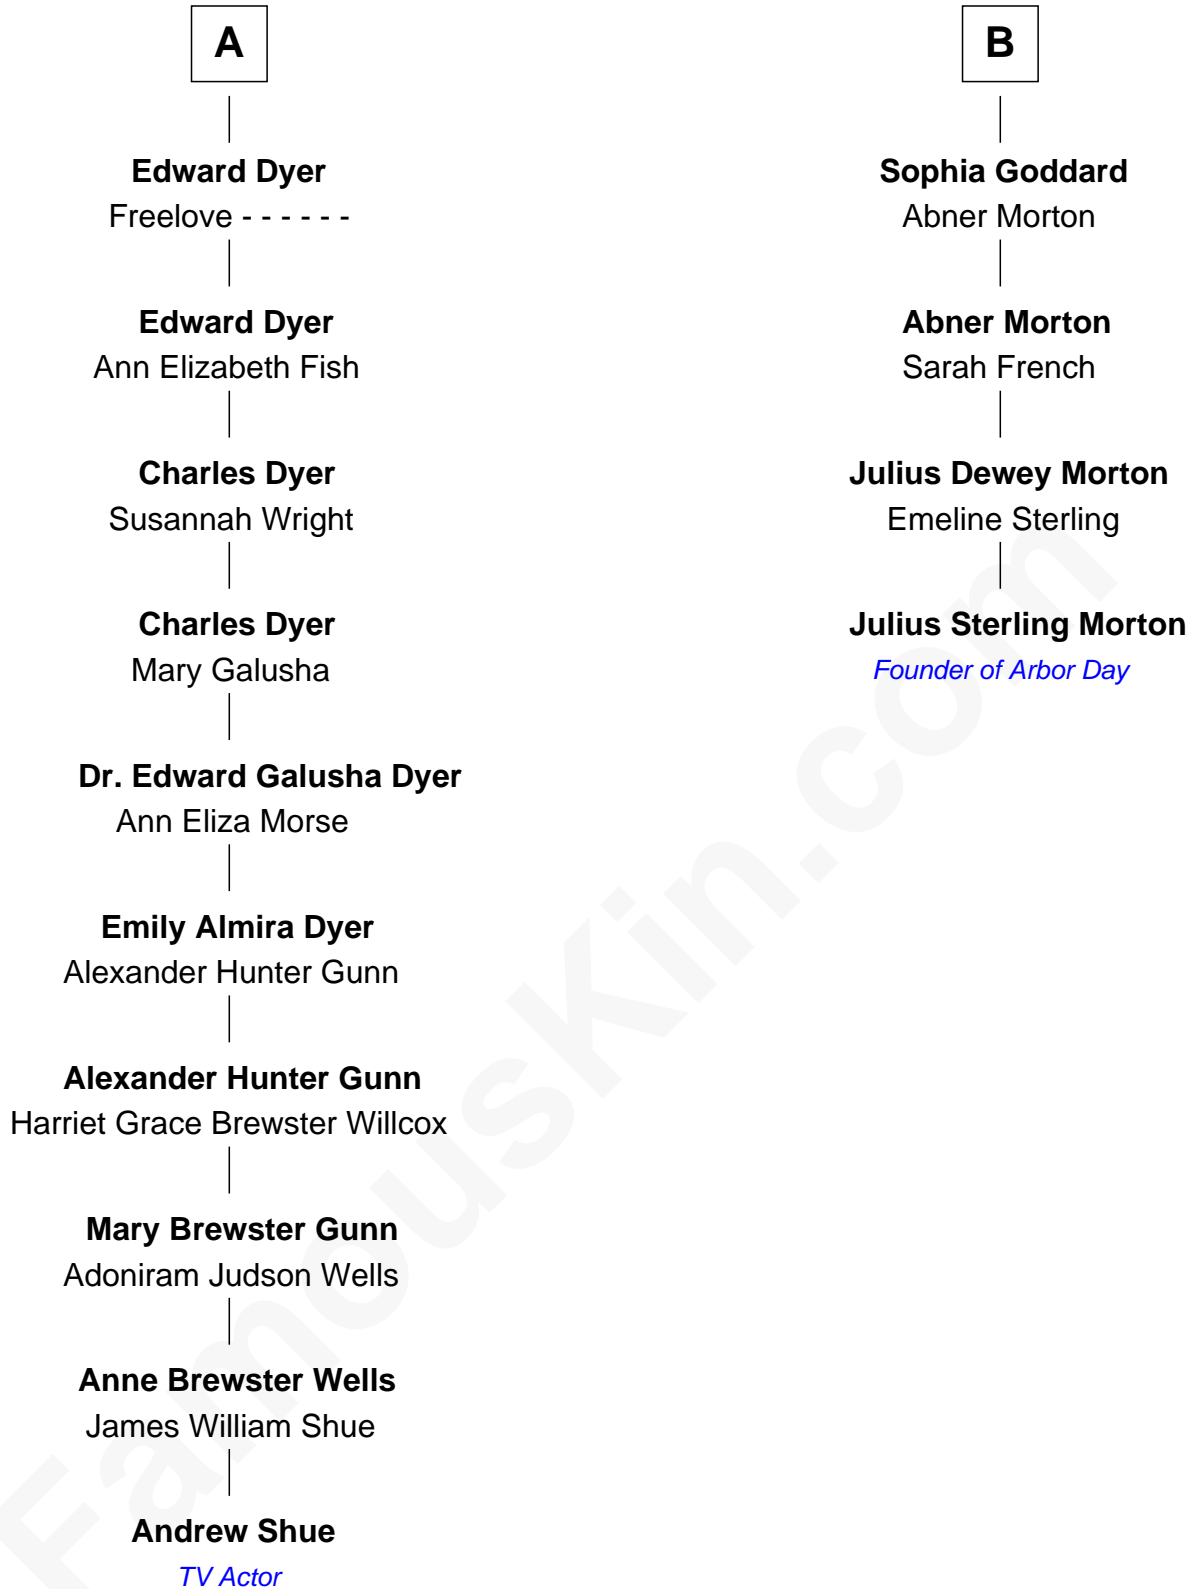 A
Edward Dyer
Freelove - - - - - -
Edward Dyer
Ann Elizabeth Fish
Charles Dyer
Susannah Wright
Charles Dyer
Mary Galusha
Dr. Edward Galusha Dyer
Ann Eliza Morse
Emily Almira Dyer
Alexander Hunter Gunn
Alexander Hunter Gunn
Harriet Grace Brewster Willcox
Mary Brewster Gunn
Adoniram Judson Wells
Anne Brewster Wells
James William Shue
Andrew Shue
TV Actor
B
Sophia Goddard
Abner Morton
Abner Morton
Sarah French
Julius Dewey Morton
Emeline Sterling
Julius Sterling Morton
Founder of Arbor Day
FamousKin.com